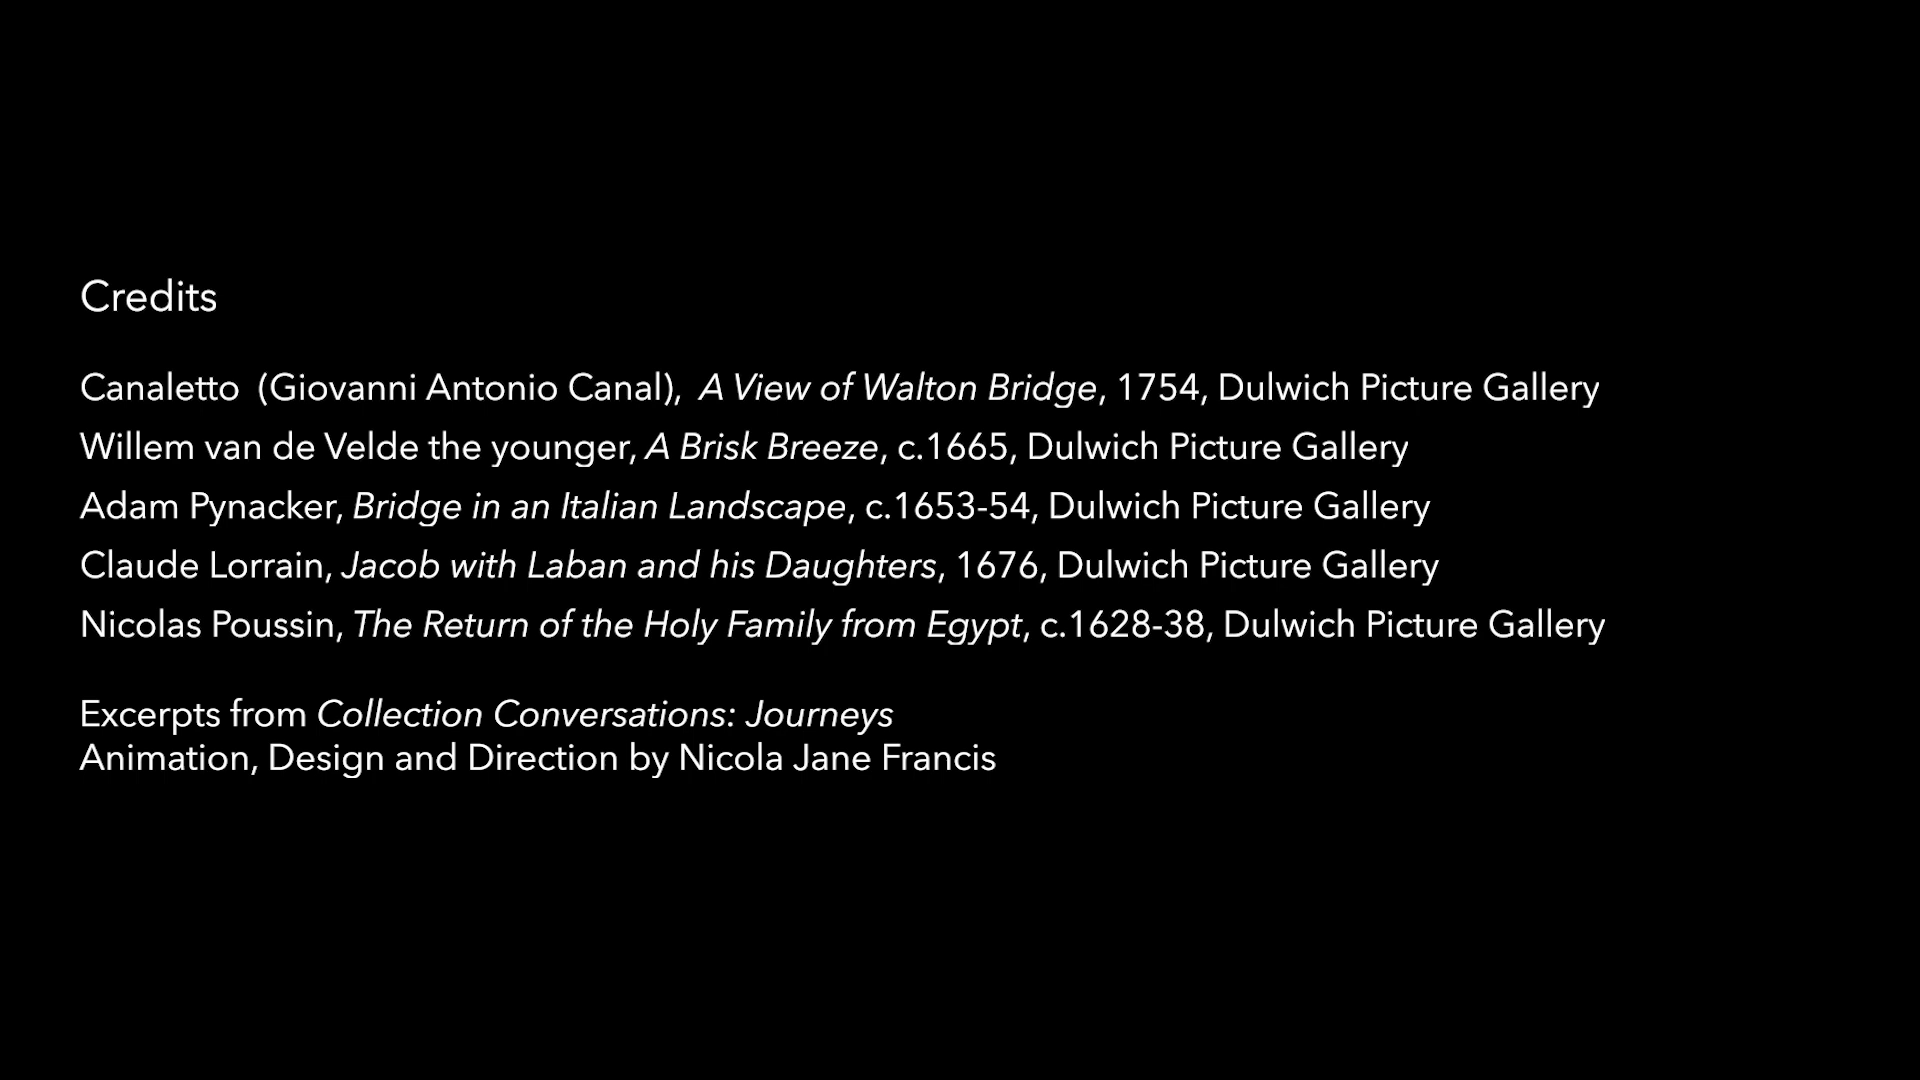 Credits
Canaletto  (Giovanni Antonio Canal),  A View of Walton Bridge, 1754, Dulwich Picture Gallery
Willem van de Velde the younger, A Brisk Breeze, c.1665, Dulwich Picture Gallery
Adam Pynacker, Bridge in an Italian Landscape, c.1653-54, Dulwich Picture Gallery
Claude Lorrain, Jacob with Laban and his Daughters, 1676, Dulwich Picture Gallery
Nicolas Poussin, The Return of the Holy Family from Egypt, c.1628-38, Dulwich Picture Gallery
Excerpts from Collection Conversations: Journeys
Animation, Design and Direction by Nicola Jane Francis